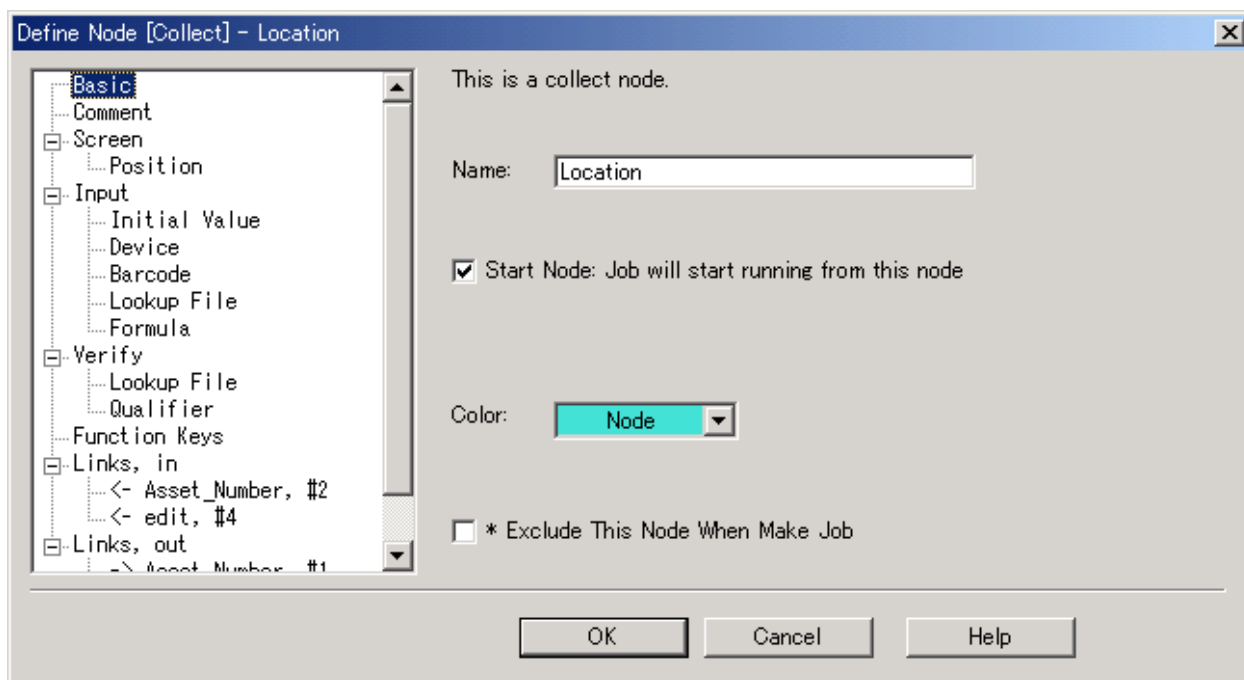 Define Node [Collect] - Location
Basic
Comment
Screen
Position
Input
Initial Value
Device
Barcode
Lookup File
Formula
Verify
Lookup File
Qualifier
Function Keys
Links, in
<- Asset_Number, #2
<- edit, #4
Links, out
-> Asset_Number, #1
This is a collect node.
Name: Location
Start Node: Job will start running from this node
Color: Node
* Exclude This Node When Make Job
OK Cancel Help